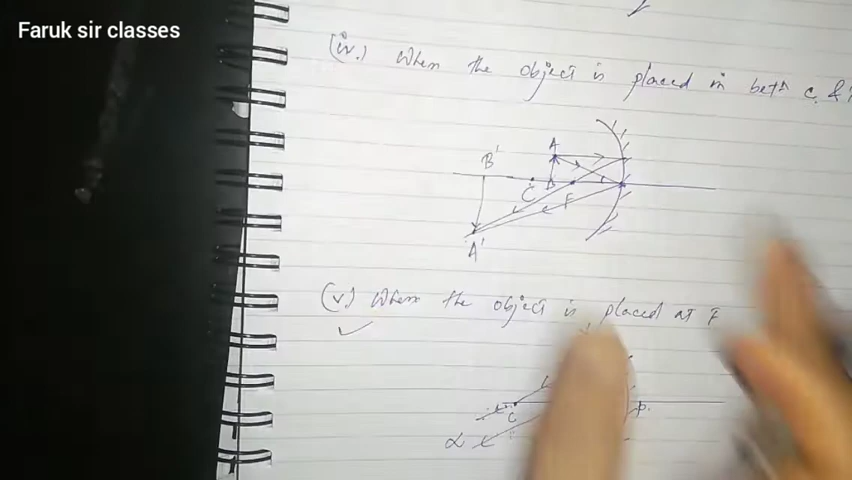 Faruk sir classes
(iv.) When the object is placed in betn C &
A
B'
C
B
F
A'
(v.) When the object is placed at F
C
P.
α